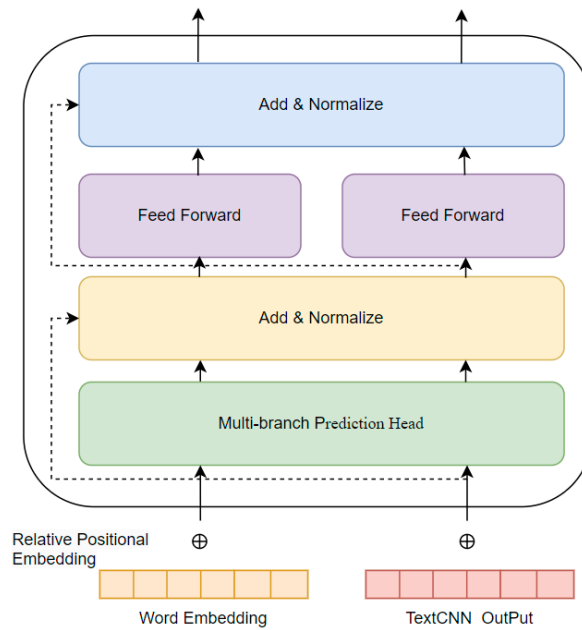 Add & Normalize
Feed Forward
Feed Forward
Add & Normalize
Multi-branch Prediction Head
Relative Positional
Embedding
Word Embedding
TextCNN OutPut